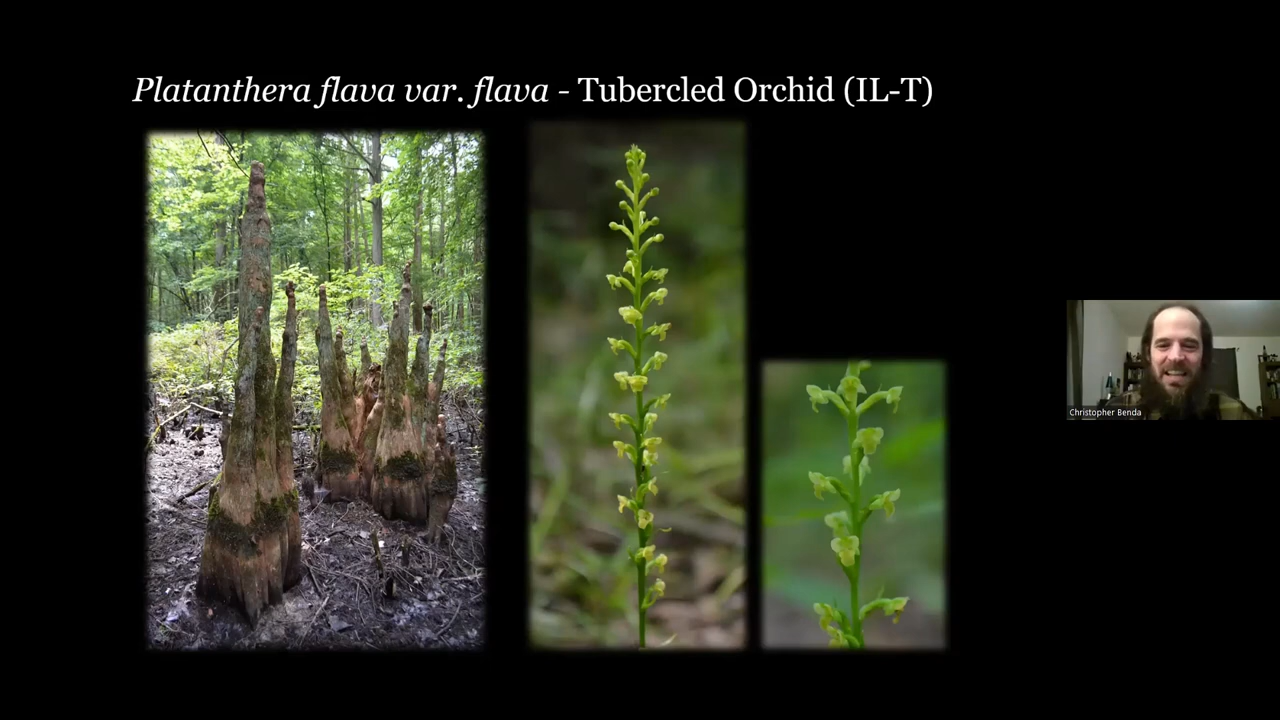 Platanthera flava var. flava - Tubercled Orchid (IL-T)
Christopher Benda